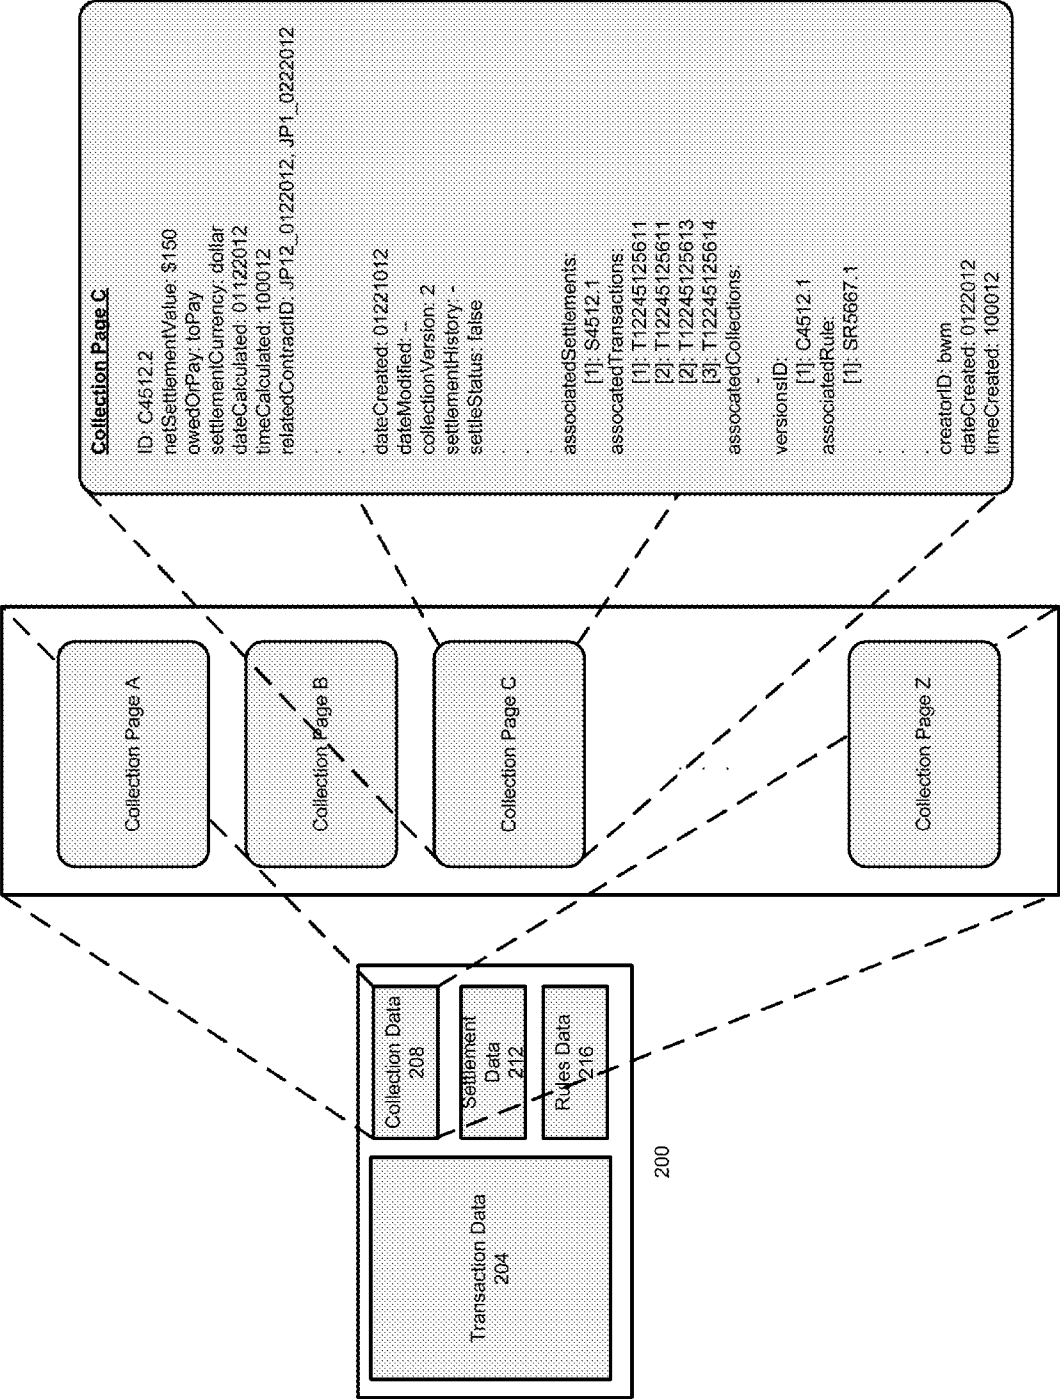 Collection Page C
ID: C4512.2
netSettlementValue: $150
owedOrPay: toPay
settlementCurrency: dollar
dateCalculated: 01122012
timeCalculated: 100012
relatedContractID: JP12_0122012, JP1_0222012
.
.
.
dateCreated: 01221012
dateModified: --
collectionVersion: 2
settlementHistory: -
settleStatus: false
.
.
.
associatedSettlements:
[1]: S4512.1
assocatedTransactions:
[1]: T12245125611
[2]: T12245125611
[2]: T12245125613
[3]: T12245125614
assocatedCollections:
-
versionsID:
[1]: C4512.1
associatedRule:
[1]: SR5667.1
.
.
.
creatorID: bwm
dateCreated: 0122012
timeCreated: 100012
Collection Page A
Collection Page B
Collection Page C
. . .
Collection Page Z
Transaction Data
204
Collection Data
208
Settlement
Data
212
Rules Data
216
200